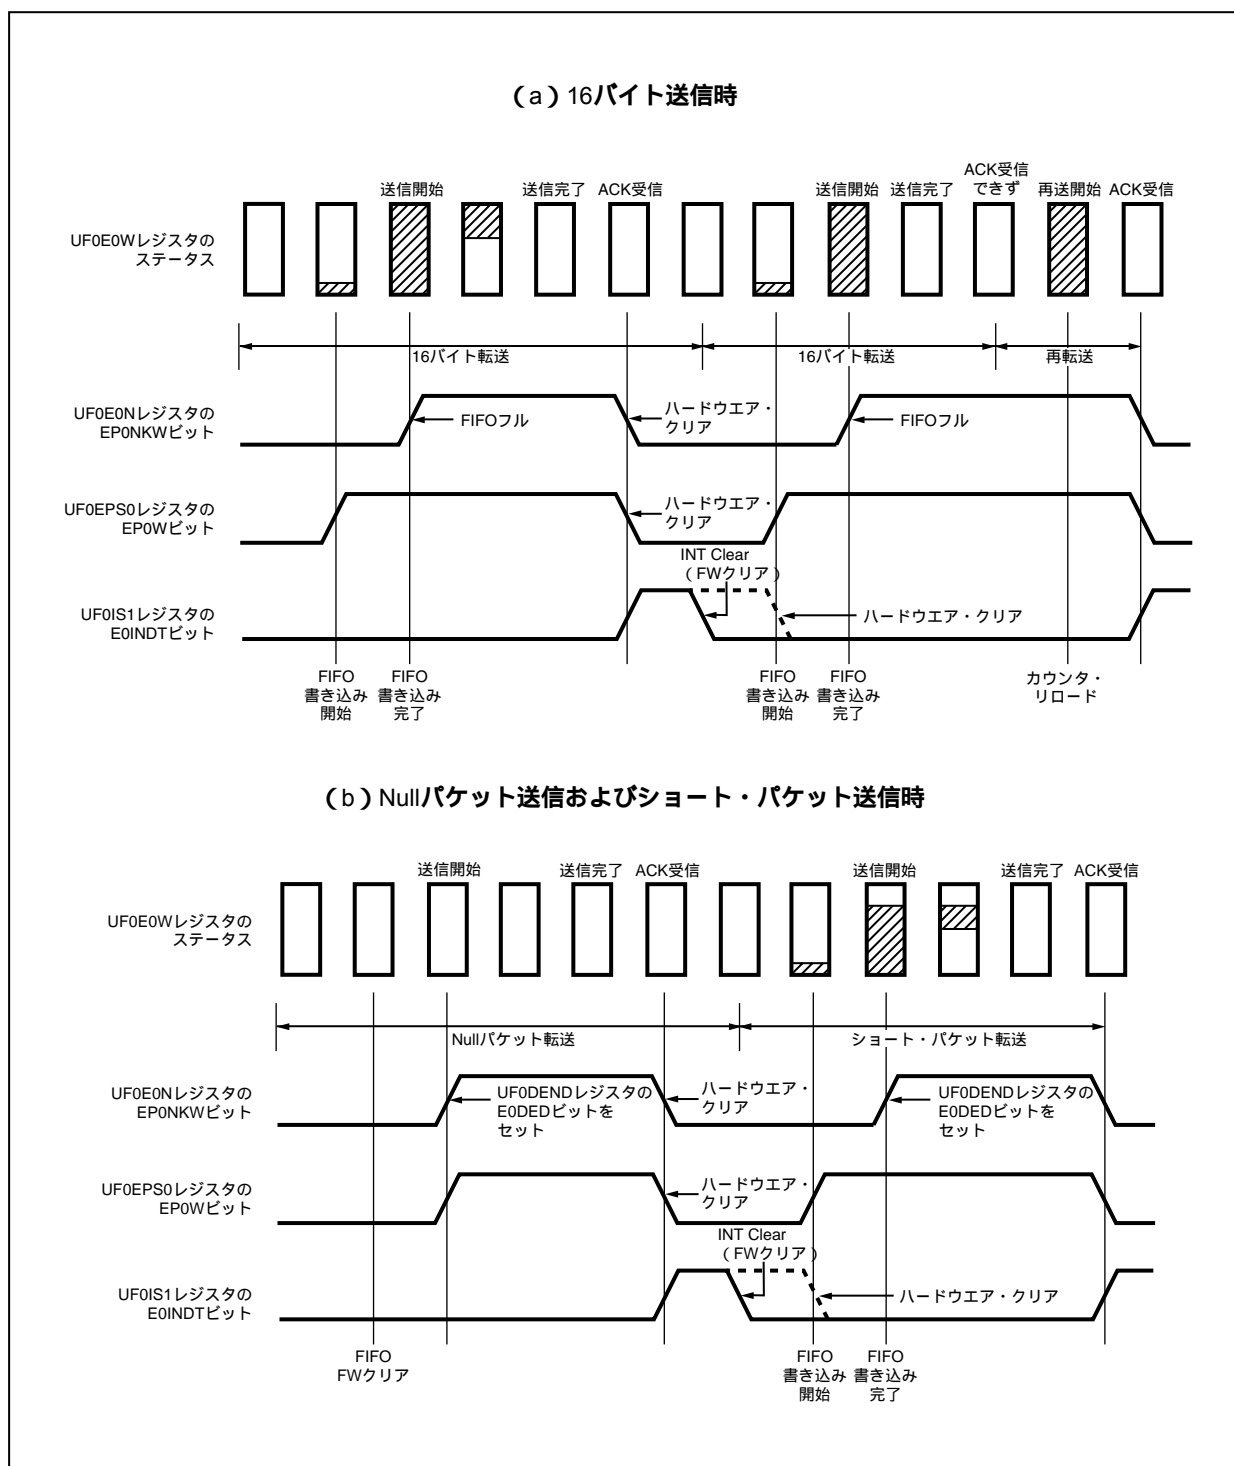 (a)16バイト送信時
ACK受信
できず
送信開始
送信完了
ACK受信
送信開始
送信完了
再送開始
ACK受信
UF0E0Wレジスタの
ステータス
16バイト転送
16バイト転送
再転送
UF0E0Nレジスタの
EP0NKWビット
FIFOフル
ハードウエア・
クリア
FIFOフル
UF0EPS0レジスタの
EP0Wビット
ハードウエア・
クリア
INT Clear
(FWクリア)
UF0IS1レジスタの
E0INDTビット
ハードウエア・クリア
FIFO
書き込み
開始
FIFO
書き込み
完了
FIFO
書き込み
開始
FIFO
書き込み
完了
カウンタ・
リロード
(b)Nullパケット送信およびショート・パケット送信時
送信開始
送信完了
ACK受信
送信開始
送信完了
ACK受信
UF0E0Wレジスタの
ステータス
Nullパケット転送
ショート・パケット転送
UF0E0Nレジスタの
EP0NKWビット
UF0DENDレジスタの
E0DEDビットを
セット
ハードウエア・
クリア
UF0DENDレジスタの
E0DEDビットを
セット
UF0EPS0レジスタの
EP0Wビット
ハードウエア・
クリア
INT Clear
(FWクリア)
UF0IS1レジスタの
E0INDTビット
ハードウエア・クリア
FIFO
FWクリア
FIFO
書き込み
開始
FIFO
書き込み
完了